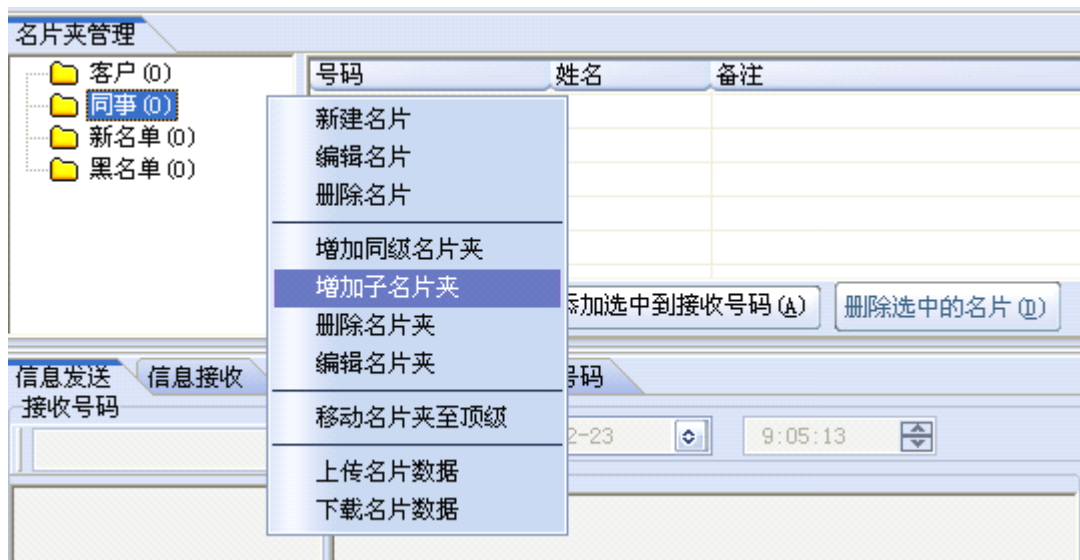 名片夹管理
客户(0)
同事(0)
新名单(0)
黑名单(0)
号码 姓名 备注
新建名片
编辑名片
删除名片
增加同级名片夹
增加子名片夹
删除名片夹
编辑名片夹
移动名片夹至顶级
上传名片数据
下载名片数据
添加选中到接收号码(A) 删除选中的名片(D)
信息发送 信息接收 号码
接收号码
2-23 9:05:13